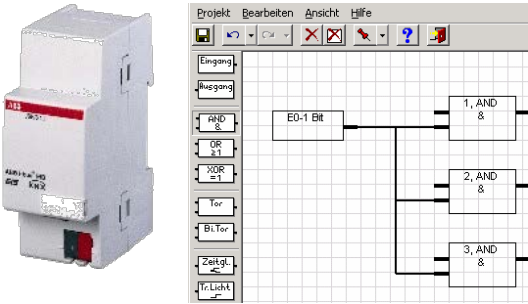 ABB
Projekt Bearbeiten Ansicht Hilfe
Eingang
Ausgang
AND
&
OR
≥1
XOR
=1
Tor
Bi.Tor
Zeitgl.
Tr.Licht
E0-1 Bit
1, AND
&
2, AND
&
3, AND
&